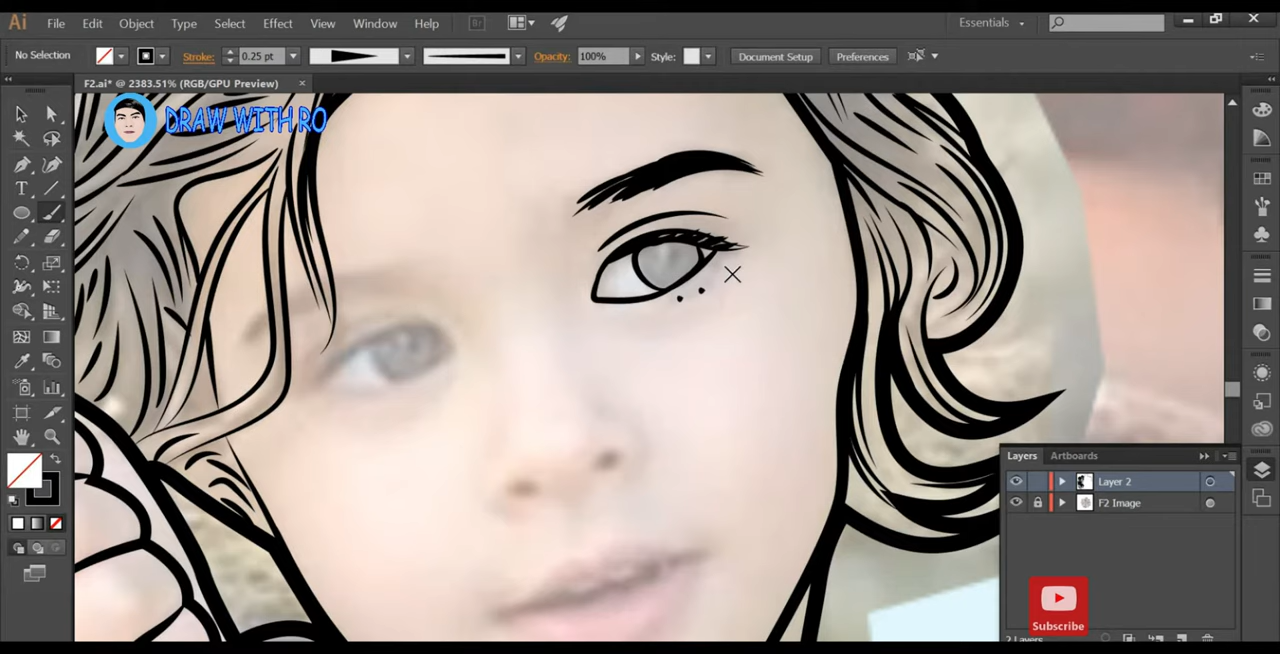 Ai File Edit Object Type Select Effect View Window Help Br Essentials
No Selection Stroke: 0.25 pt Opacity: 100% Style: Document Setup Preferences
F2.ai* @ 2383.51% (RGB/GPU Preview) ×
DRAW WITH RO
T
Layers Artboards
Layer 2
F2 Image
Subscribe
2 Layers